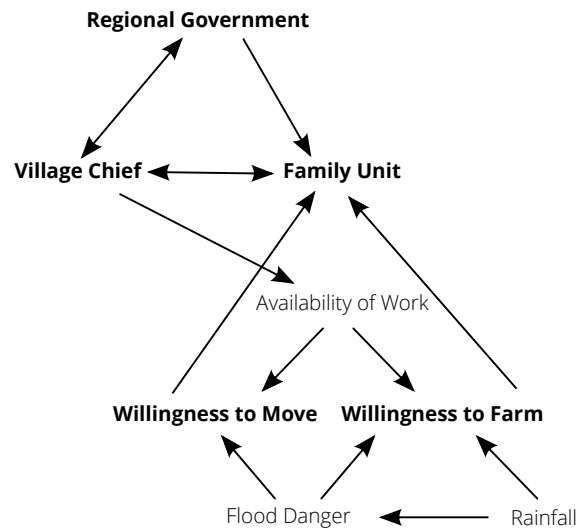 Regional Government
Village Chief
Family Unit
Availability of Work
Willingness to Move
Willingness to Farm
Flood Danger
Rainfall